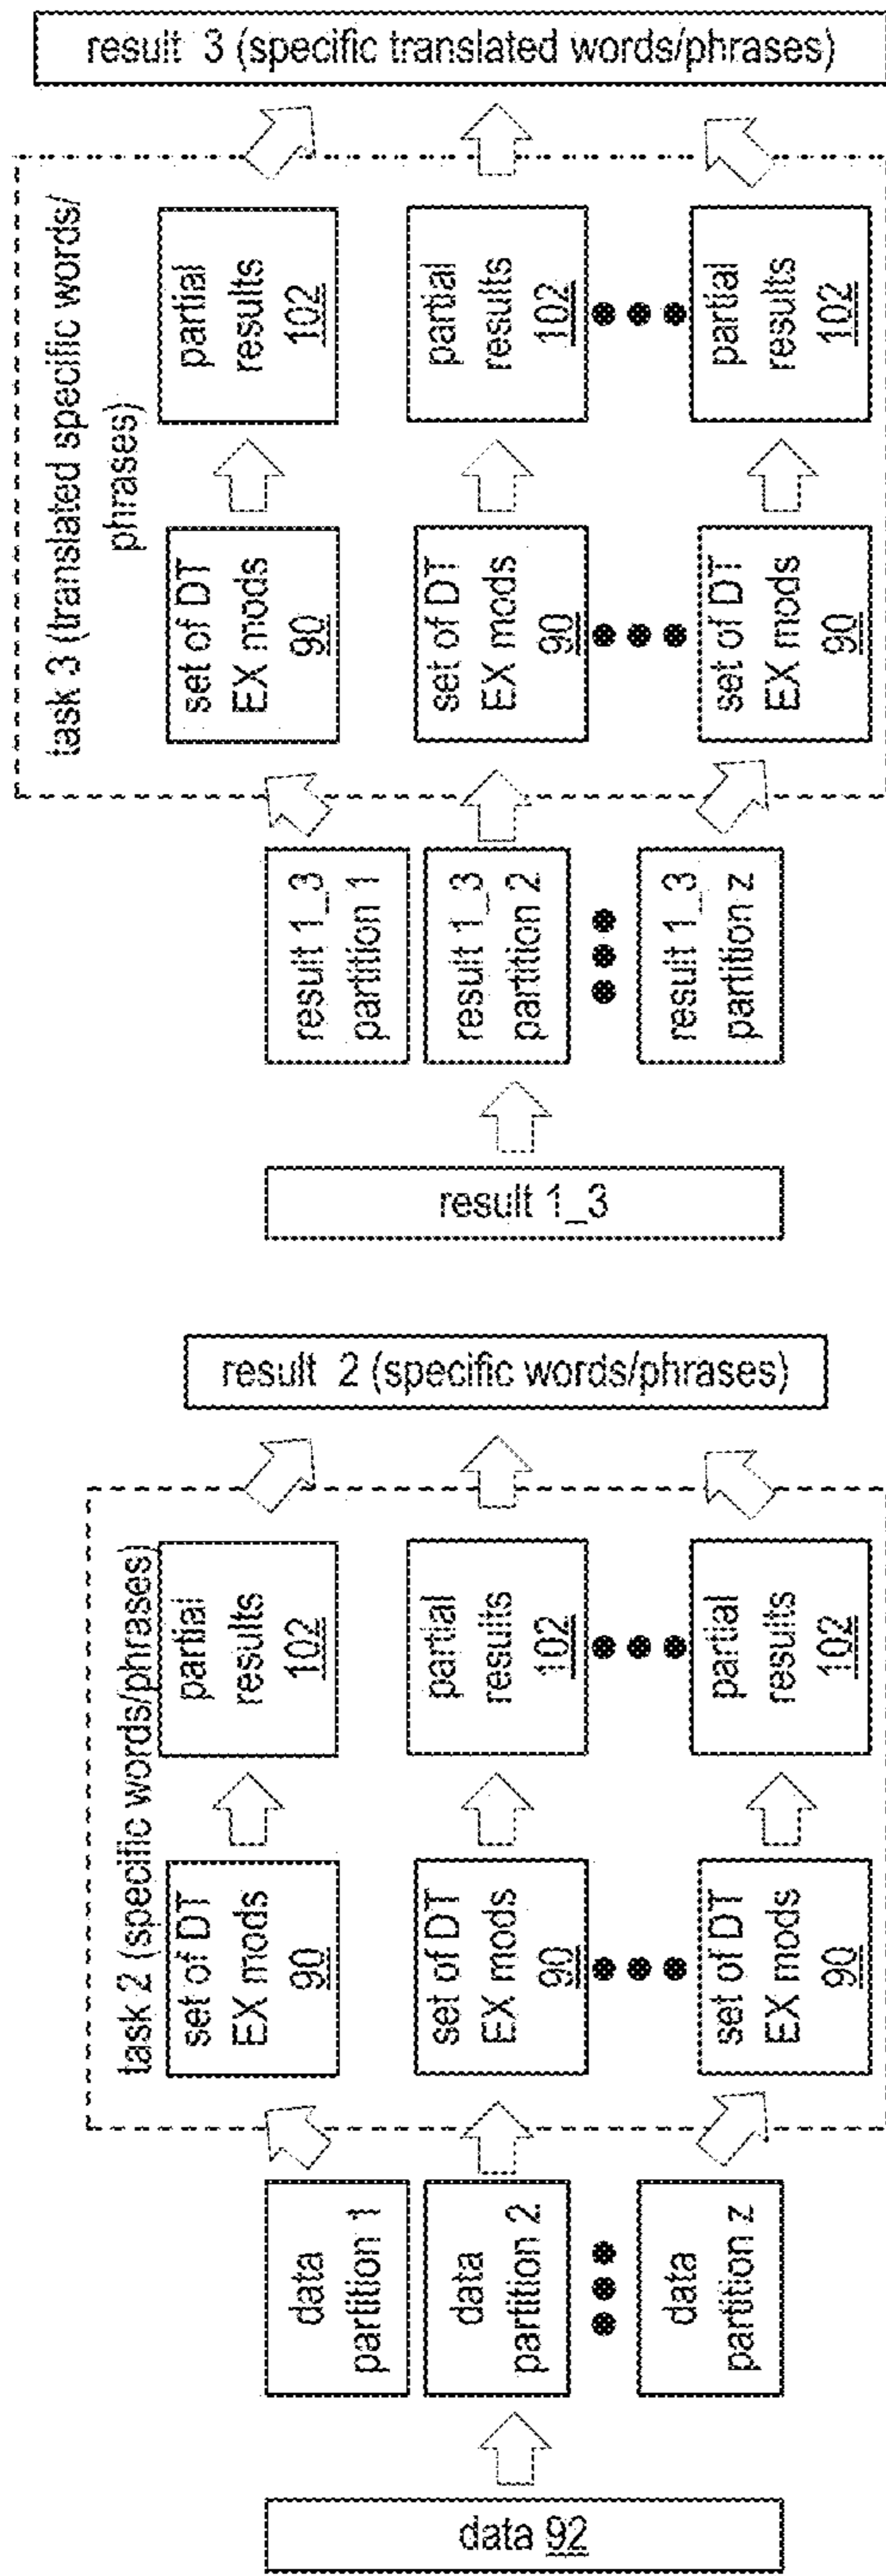 data 92
data
partition 1
data
partition 2
data
partition z
task 2 (specific words/phrases)
set of DT
EX mods
90
set of DT
EX mods
90
set of DT
EX mods
90
partial
results
102
partial
results
102
partial
results
102
result 2 (specific words/phrases)
result 1_3
result 1_3
partition 1
result 1_3
partition 2
result 1_3
partition z
task 3 (translated specific words/
phrases)
set of DT
EX mods
90
set of DT
EX mods
90
set of DT
EX mods
90
partial
results
102
partial
results
102
partial
results
102
result 3 (specific translated words/phrases)